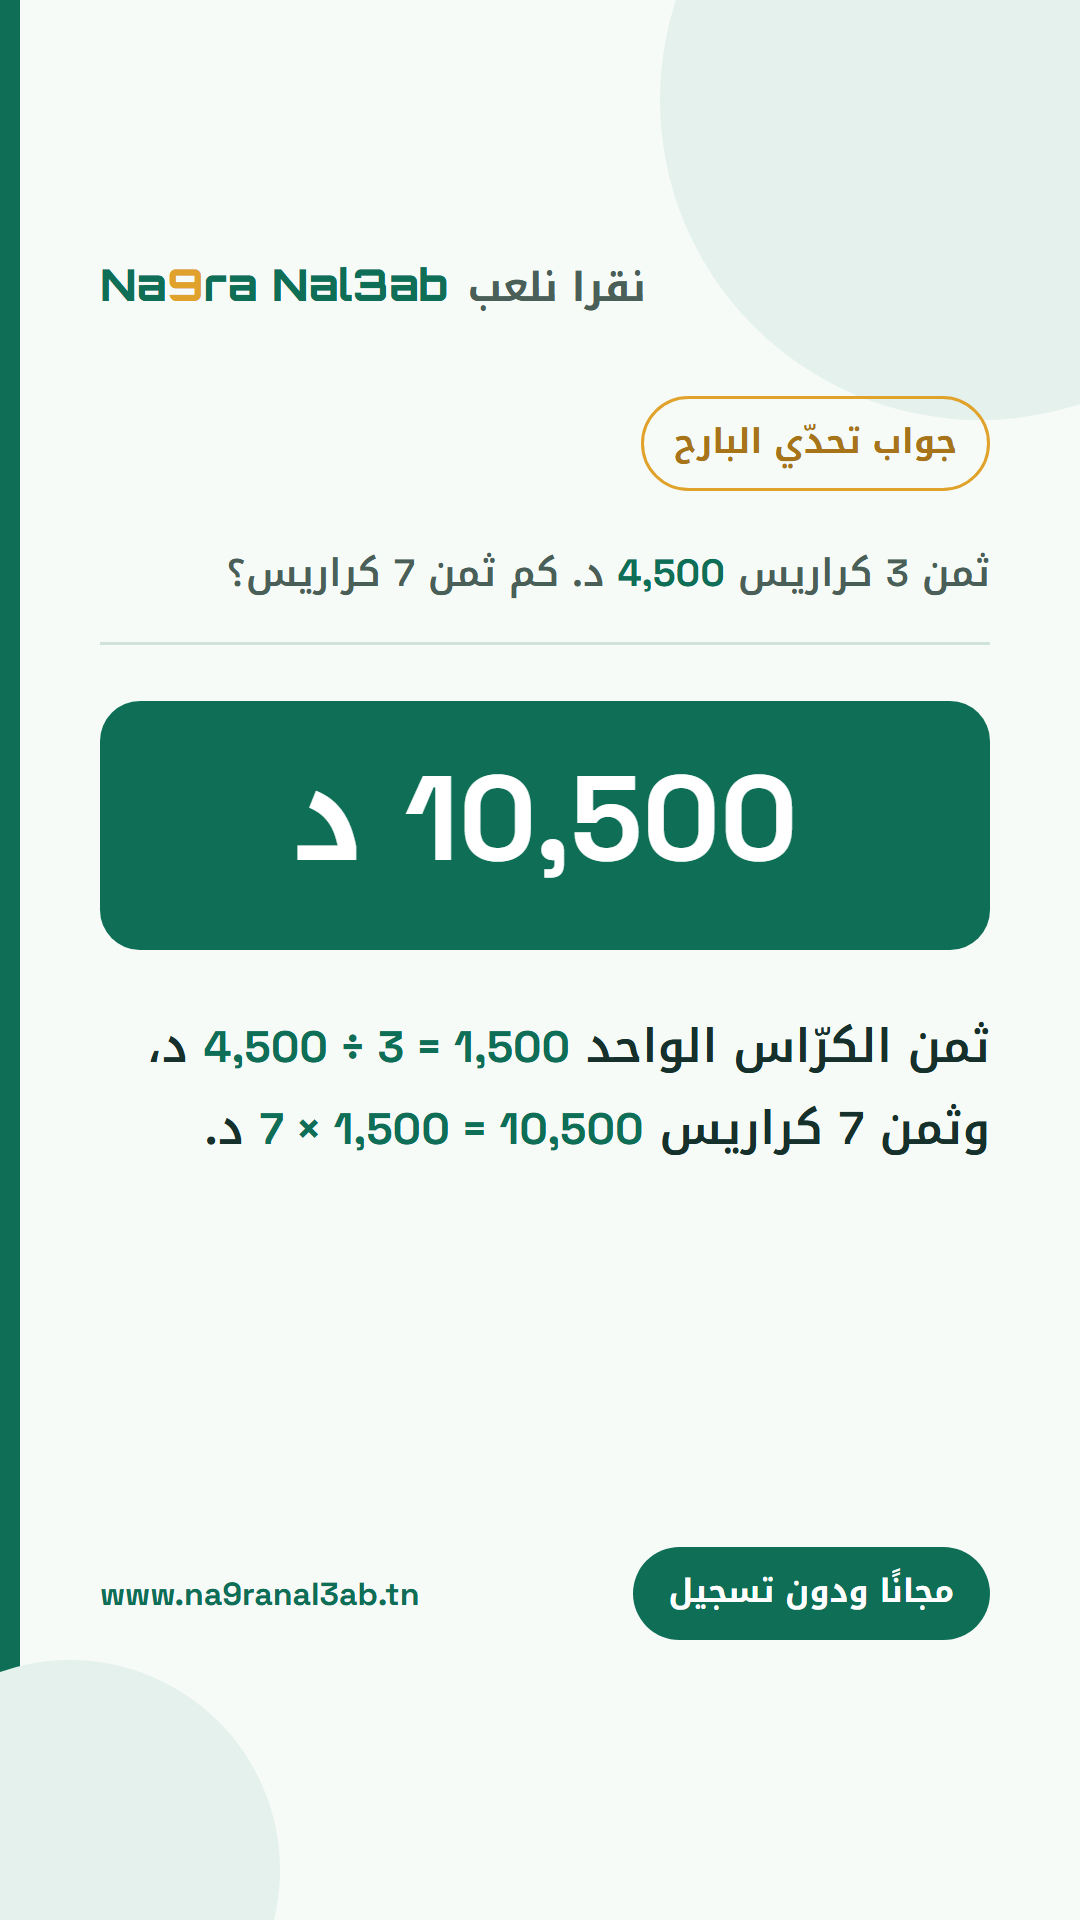 Na9ra Nal3ab نقرا نلعب
جواب تحدّي البارح
ثمن 3 كراريس 4,500 د. كم ثمن 7 كراريس؟
10,500 د
ثمن الكرّاس الواحد 4,500 ÷ 3 = 1,500 د،
وثمن 7 كراريس 7 × 1,500 = 10,500 د.
مجانًا ودون تسجيل
www.na9ranal3ab.tn